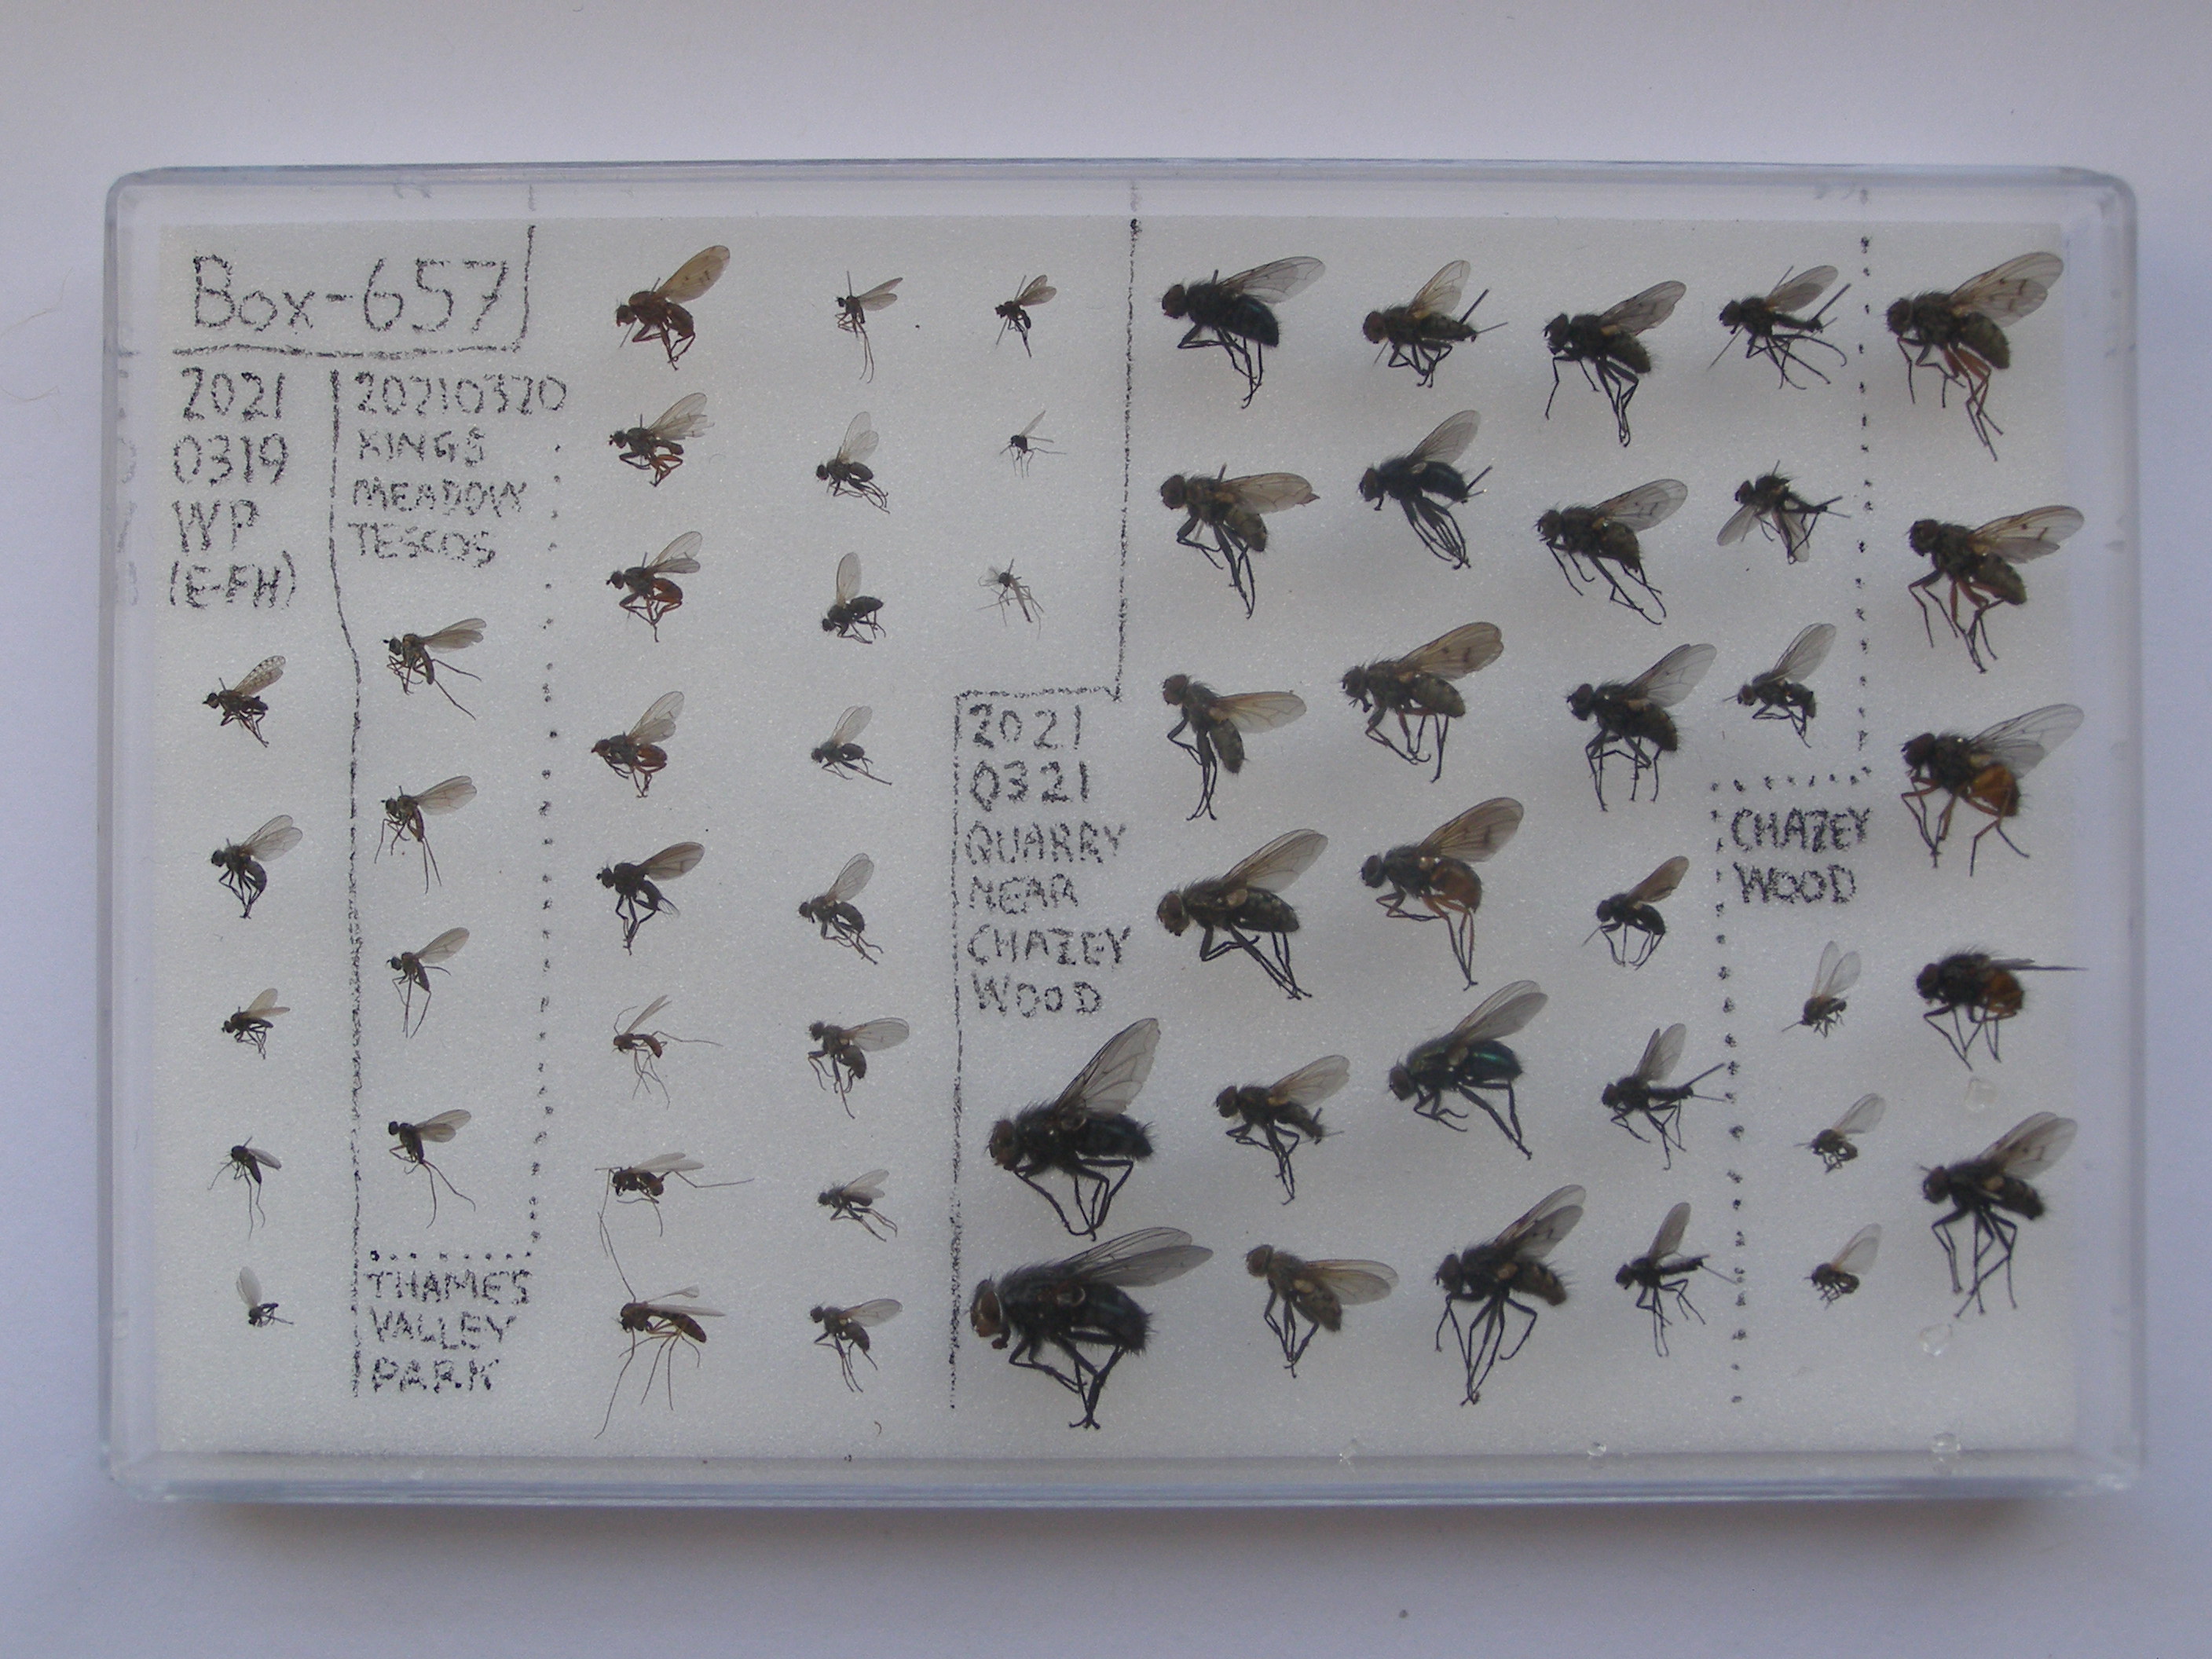 Box-657
2021
0319
WP
(E-FH)
20210320
KINGS
MEADOW
TESCOS
THAMES
VALLEY
PARK
2021
0321
QUARRY
NEAR
CHAZEY
WOOD
CHAZEY
WOOD